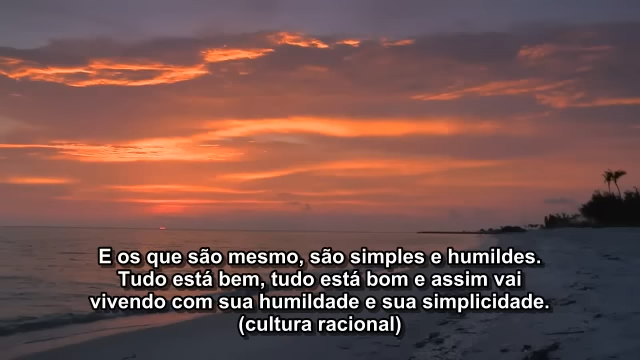 E os que são mesmo, são simples e humildes.
Tudo está bem, tudo está bom e assim vai
vivendo com sua humildade e sua simplicidade.
(cultura racional)